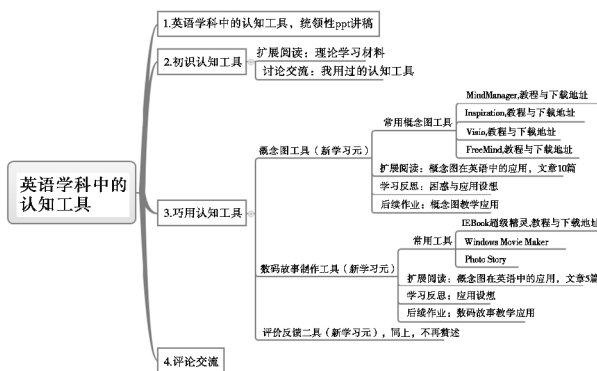 英语学科中的
认知工具
1.英语学科中的认知工具，统领性ppt讲稿
2.初识认知工具
扩展阅读：理论学习材料
讨论交流：我用过的认知工具
3.巧用认知工具
概念图工具（新学习元）
常用概念图工具
MindManager,教程与下载地址
Inspiration,教程与下载地址
Visio,教程与下载地址
FreeMind,教程与下载地址
扩展阅读：概念图在英语中的应用，文章10篇
学习反思：困惑与应用设想
后续作业：概念图教学应用
数码故事制作工具（新学习元）
常用工具
IEBook超级精灵,教程与下载地址
Windows Movie Maker
Photo Story
扩展阅读：概念图在英语中的应用，文章5篇
学习反思：应用设想
后续作业：数码故事教学应用
评价反馈二具（新学习元），同上，不再赘述
4.评论交流